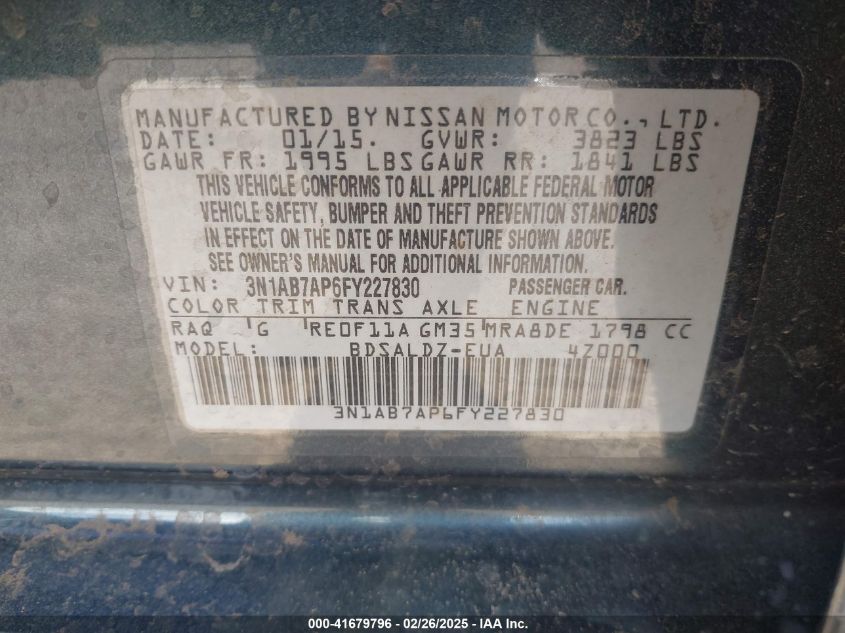 MANUFACTURED BY NISSAN MOTOR CO., LTD.
DATE: 01/15. GVWR: 3823 LBS
GAWR FR: 1995 LBS GAWR RR: 1841 LBS
THIS VEHICLE CONFORMS TO ALL APPLICABLE FEDERAL MOTOR
VEHICLE SAFETY, BUMPER AND THEFT PREVENTION STANDARDS
IN EFFECT ON THE DATE OF MANUFACTURE SHOWN ABOVE.
SEE OWNER'S MANUAL FOR ADDITIONAL INFORMATION.
VIN: 3N1AB7AP6FY227830 PASSENGER CAR.
COLOR TRIM TRANS AXLE ENGINE
RAQ G RE0F11A GM35 MRA8DE 1798 CC
MODEL: BDSALDZ-EUA 4Z000
3N1AB7AP6FY227830
000-41679796 - 02/26/2025 - IAA Inc.